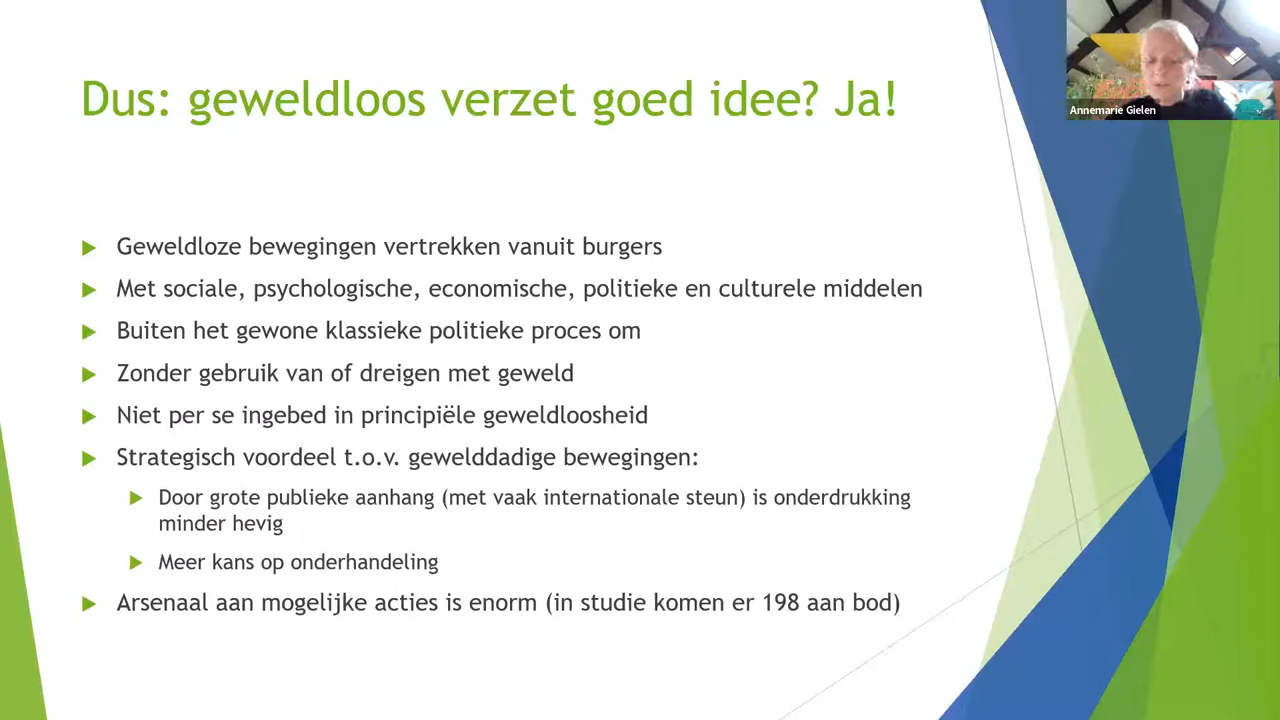 Dus: geweldloos verzet goed idee? Ja!
Annemarie Gielen
Geweldloze bewegingen vertrekken vanuit burgers
Met sociale, psychologische, economische, politieke en culturele middelen
Buiten het gewone klassieke politieke proces om
Zonder gebruik van of dreigen met geweld
Niet per se ingebed in principiële geweldloosheid
Strategisch voordeel t.o.v. gewelddadige bewegingen:
Door grote publieke aanhang (met vaak internationale steun) is onderdrukking
minder hevig
Meer kans op onderhandeling
Arsenaal aan mogelijke acties is enorm (in studie komen er 198 aan bod)